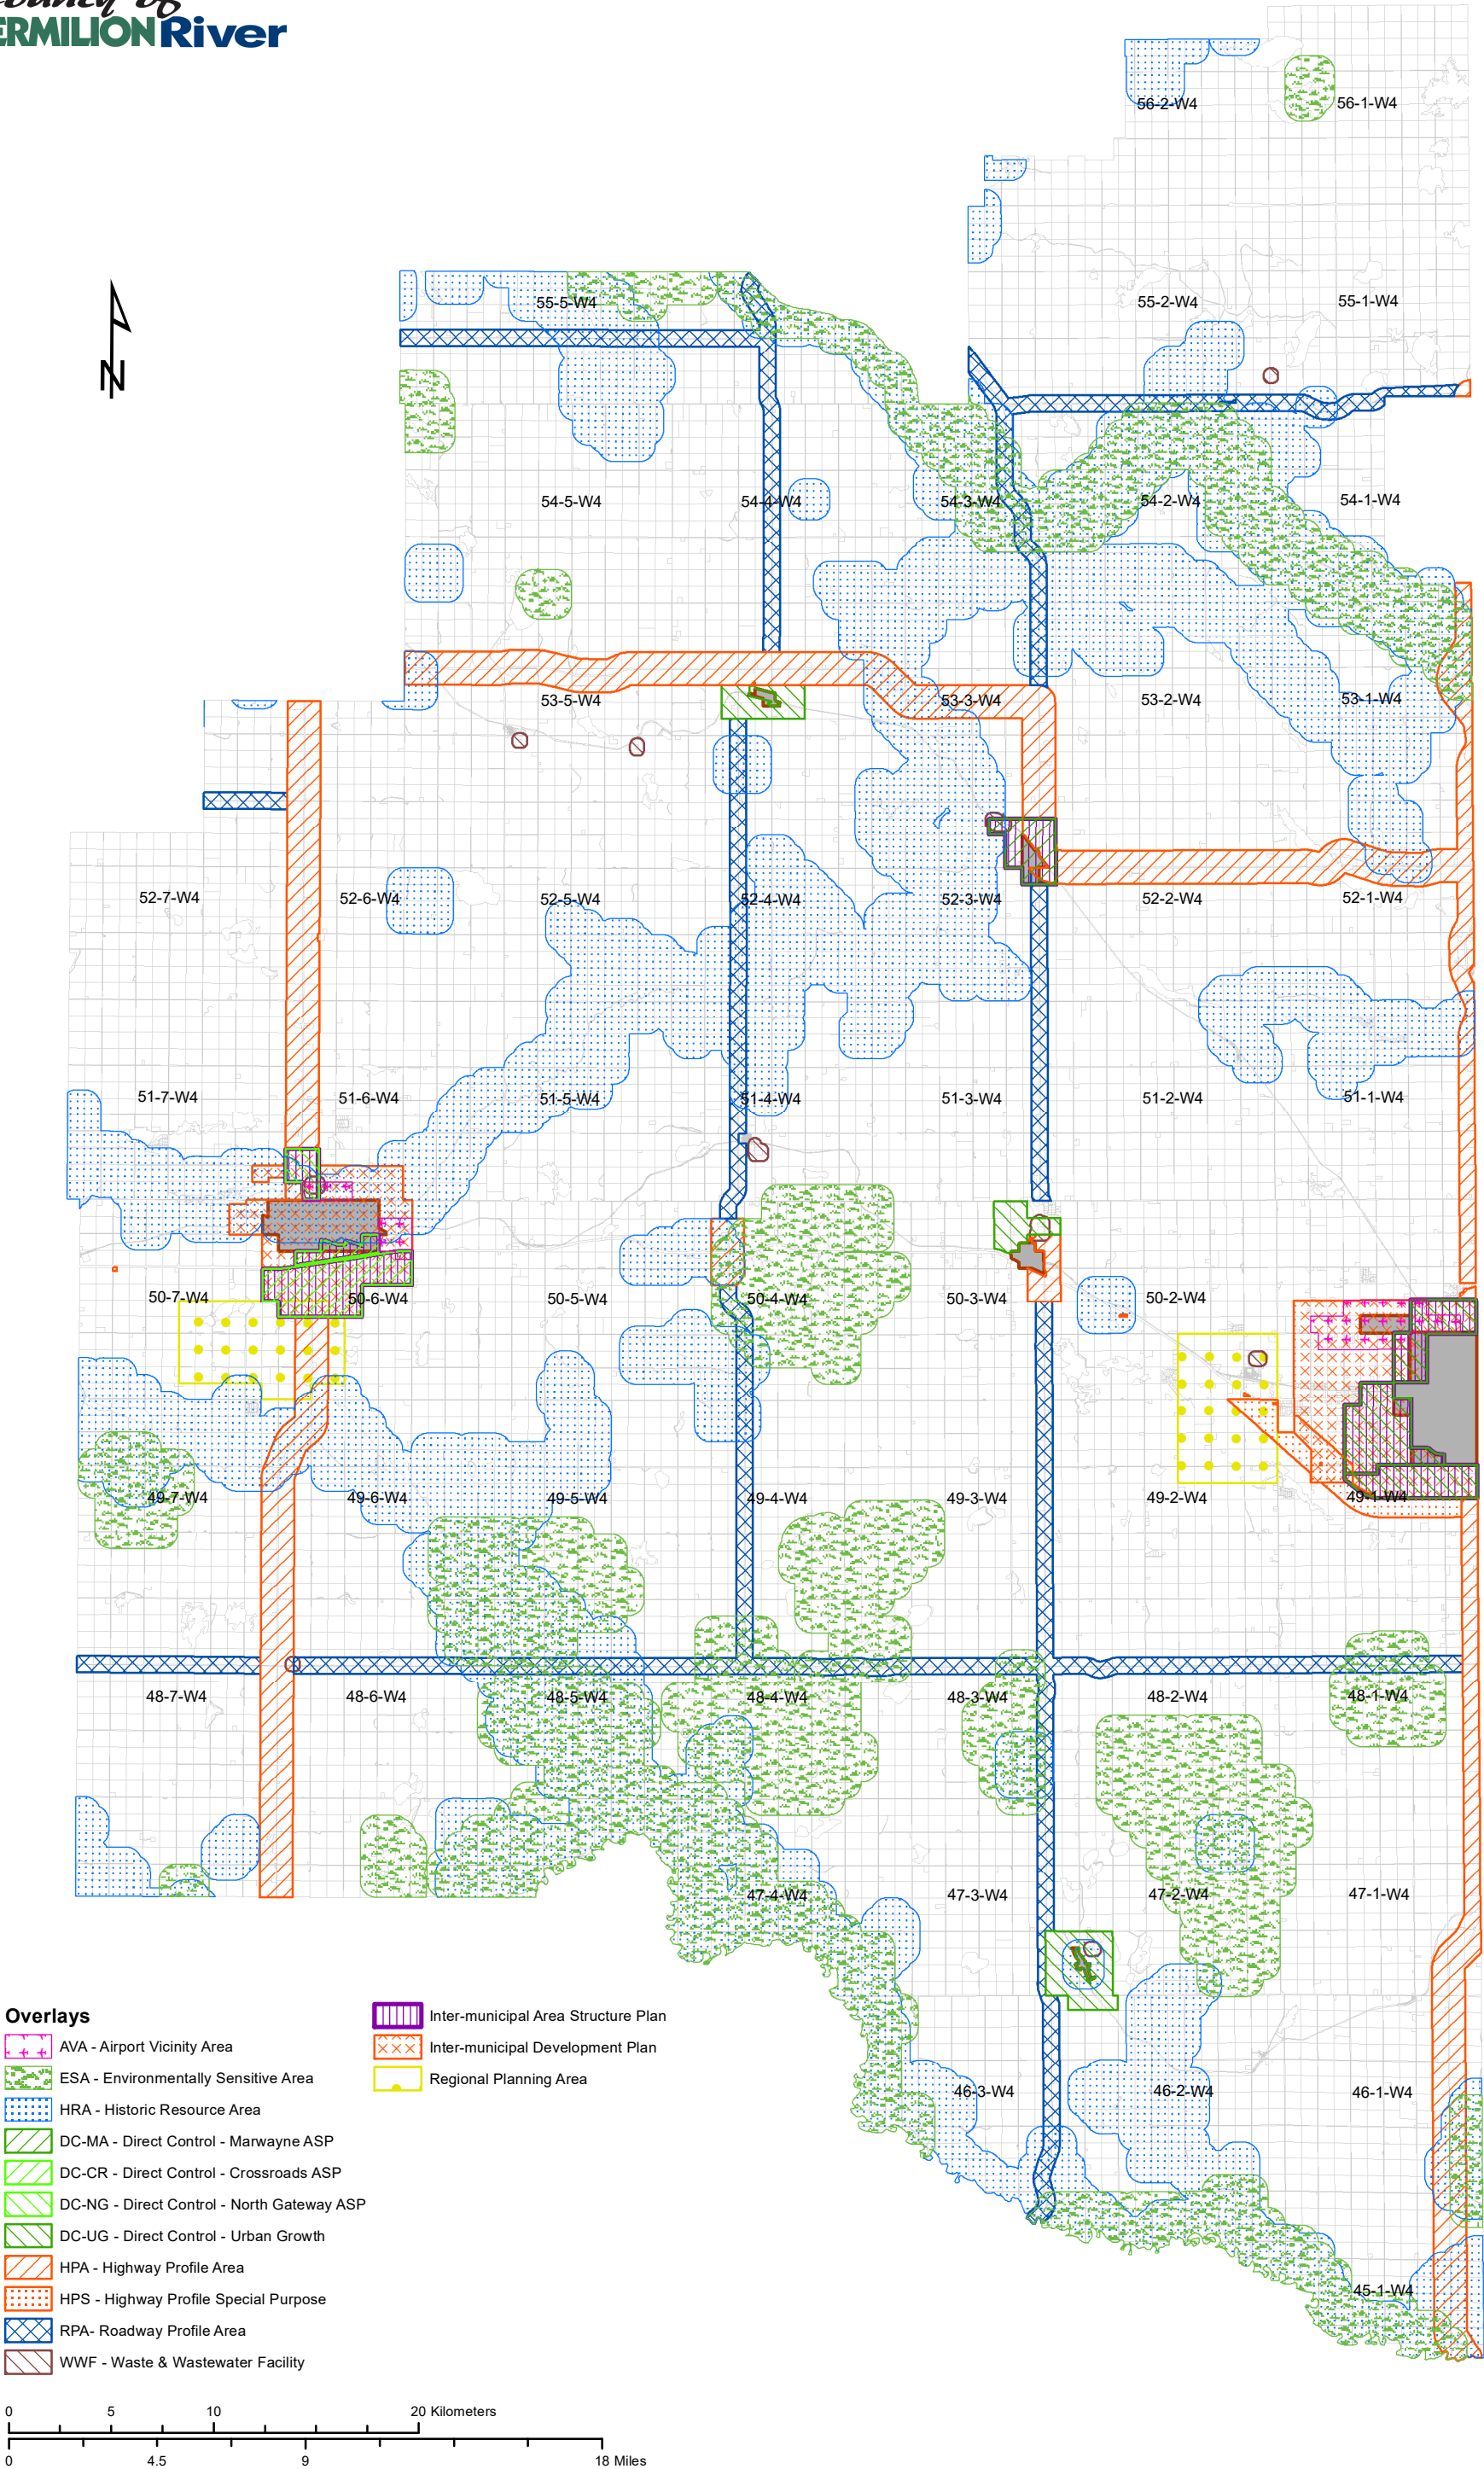 County of
VERMILION River
56-2-W4 56-1-W4
55-5-W4 55-2-W4 55-1-W4
N
54-5-W4 54-4-W4 54-3-W4 54-2-W4 54-1-W4
53-5-W4 53-3-W4 53-2-W4 53-1-W4
52-7-W4 52-6-W4 52-5-W4 52-4-W4 52-3-W4 52-2-W4 52-1-W4
51-7-W4 51-6-W4 51-5-W4 51-4-W4 51-3-W4 51-2-W4 51-1-W4
50-7-W4 50-6-W4 50-5-W4 50-4-W4 50-3-W4 50-2-W4
49-7-W4 49-6-W4 49-5-W4 49-4-W4 49-3-W4 49-2-W4 49-1-W4
48-7-W4 48-6-W4 48-5-W4 48-4-W4 48-3-W4 48-2-W4 48-1-W4
47-4-W4 47-3-W4 47-2-W4 47-1-W4
46-3-W4 46-2-W4 46-1-W4
45-1-W4
Overlays
AVA - Airport Vicinity Area
ESA - Environmentally Sensitive Area
HRA - Historic Resource Area
DC-MA - Direct Control - Marwayne ASP
DC-CR - Direct Control - Crossroads ASP
DC-NG - Direct Control - North Gateway ASP
DC-UG - Direct Control - Urban Growth
HPA - Highway Profile Area
HPS - Highway Profile Special Purpose
RPA- Roadway Profile Area
WWF - Waste & Wastewater Facility
Inter-municipal Area Structure Plan
Inter-municipal Development Plan
Regional Planning Area
0 5 10 20 Kilometers
0 4.5 9 18 Miles